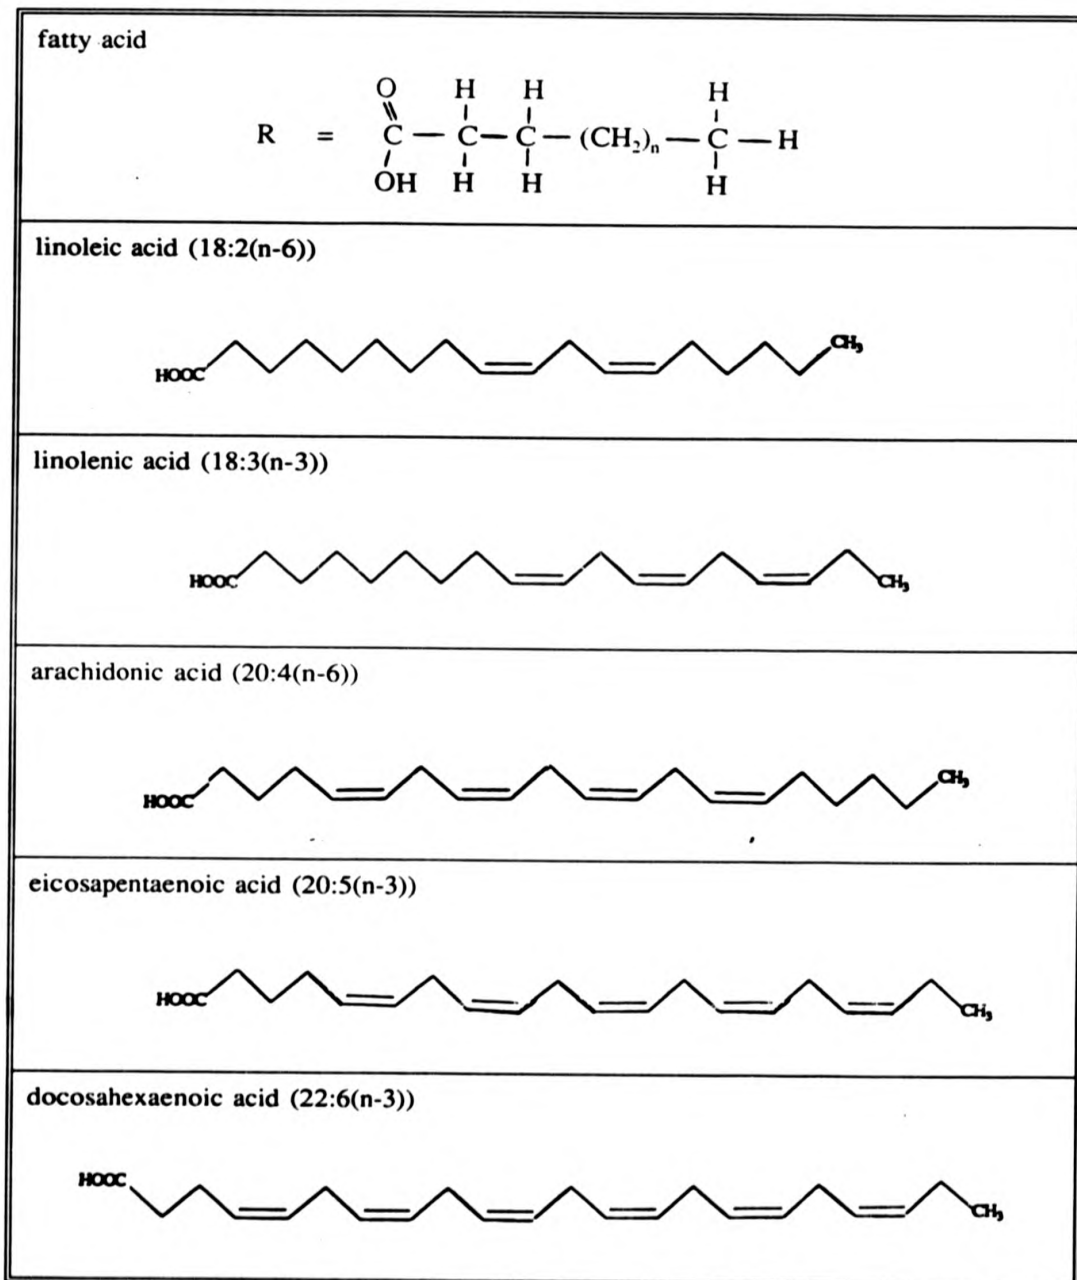 fatty acid
O H H H
R = C — C — C — (CH₂)ₙ — C — H
OH H H H
linoleic acid (18:2(n-6))
HOOC CH₃
linolenic acid (18:3(n-3))
HOOC CH₃
arachidonic acid (20:4(n-6))
HOOC CH₃
eicosapentaenoic acid (20:5(n-3))
HOOC CH₃
docosahexaenoic acid (22:6(n-3))
HOOC CH₃